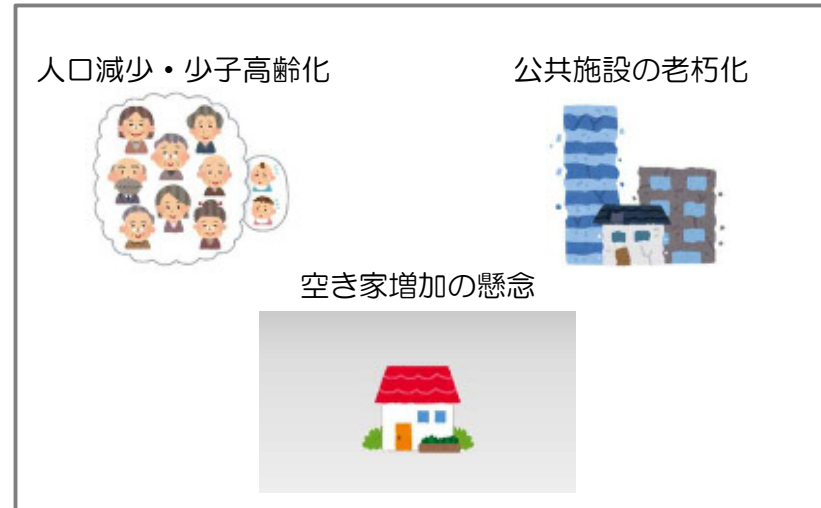 人口減少・少子高齢化
公共施設の老朽化
空き家増加の懸念